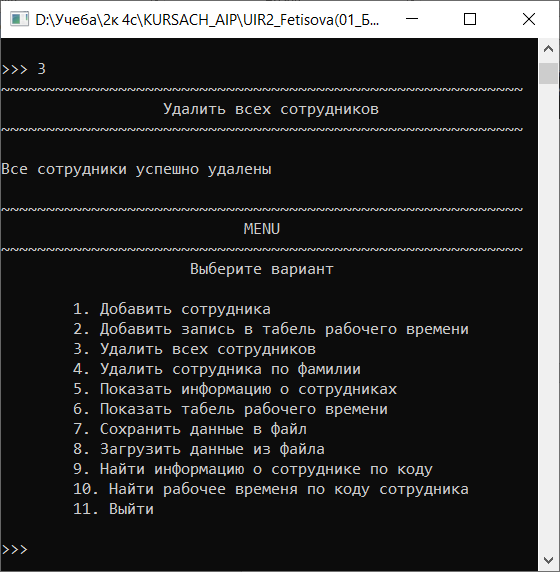 D:\Учеба\2к 4с\KURSACH_AIP\UIR2_Fetisova(01_Б...
>>> 3
~~~~~~~~~~~~~~~~~~~~~~~~~~~~~~~~~~~~~~~~~~~~~~~~~~~~~~~~~~
Удалить всех сотрудников
~~~~~~~~~~~~~~~~~~~~~~~~~~~~~~~~~~~~~~~~~~~~~~~~~~~~~~~~~~
Все сотрудники успешно удалены
~~~~~~~~~~~~~~~~~~~~~~~~~~~~~~~~~~~~~~~~~~~~~~~~~~~~~~~~~~
MENU
~~~~~~~~~~~~~~~~~~~~~~~~~~~~~~~~~~~~~~~~~~~~~~~~~~~~~~~~~~
Выберите вариант
1. Добавить сотрудника
2. Добавить запись в табель рабочего времени
3. Удалить всех сотрудников
4. Удалить сотрудника по фамилии
5. Показать информацию о сотрудниках
6. Показать табель рабочего времени
7. Сохранить данные в файл
8. Загрузить данные из файла
9. Найти информацию о сотруднике по коду
10. Найти рабочее временя по коду сотрудника
11. Выйти
>>>